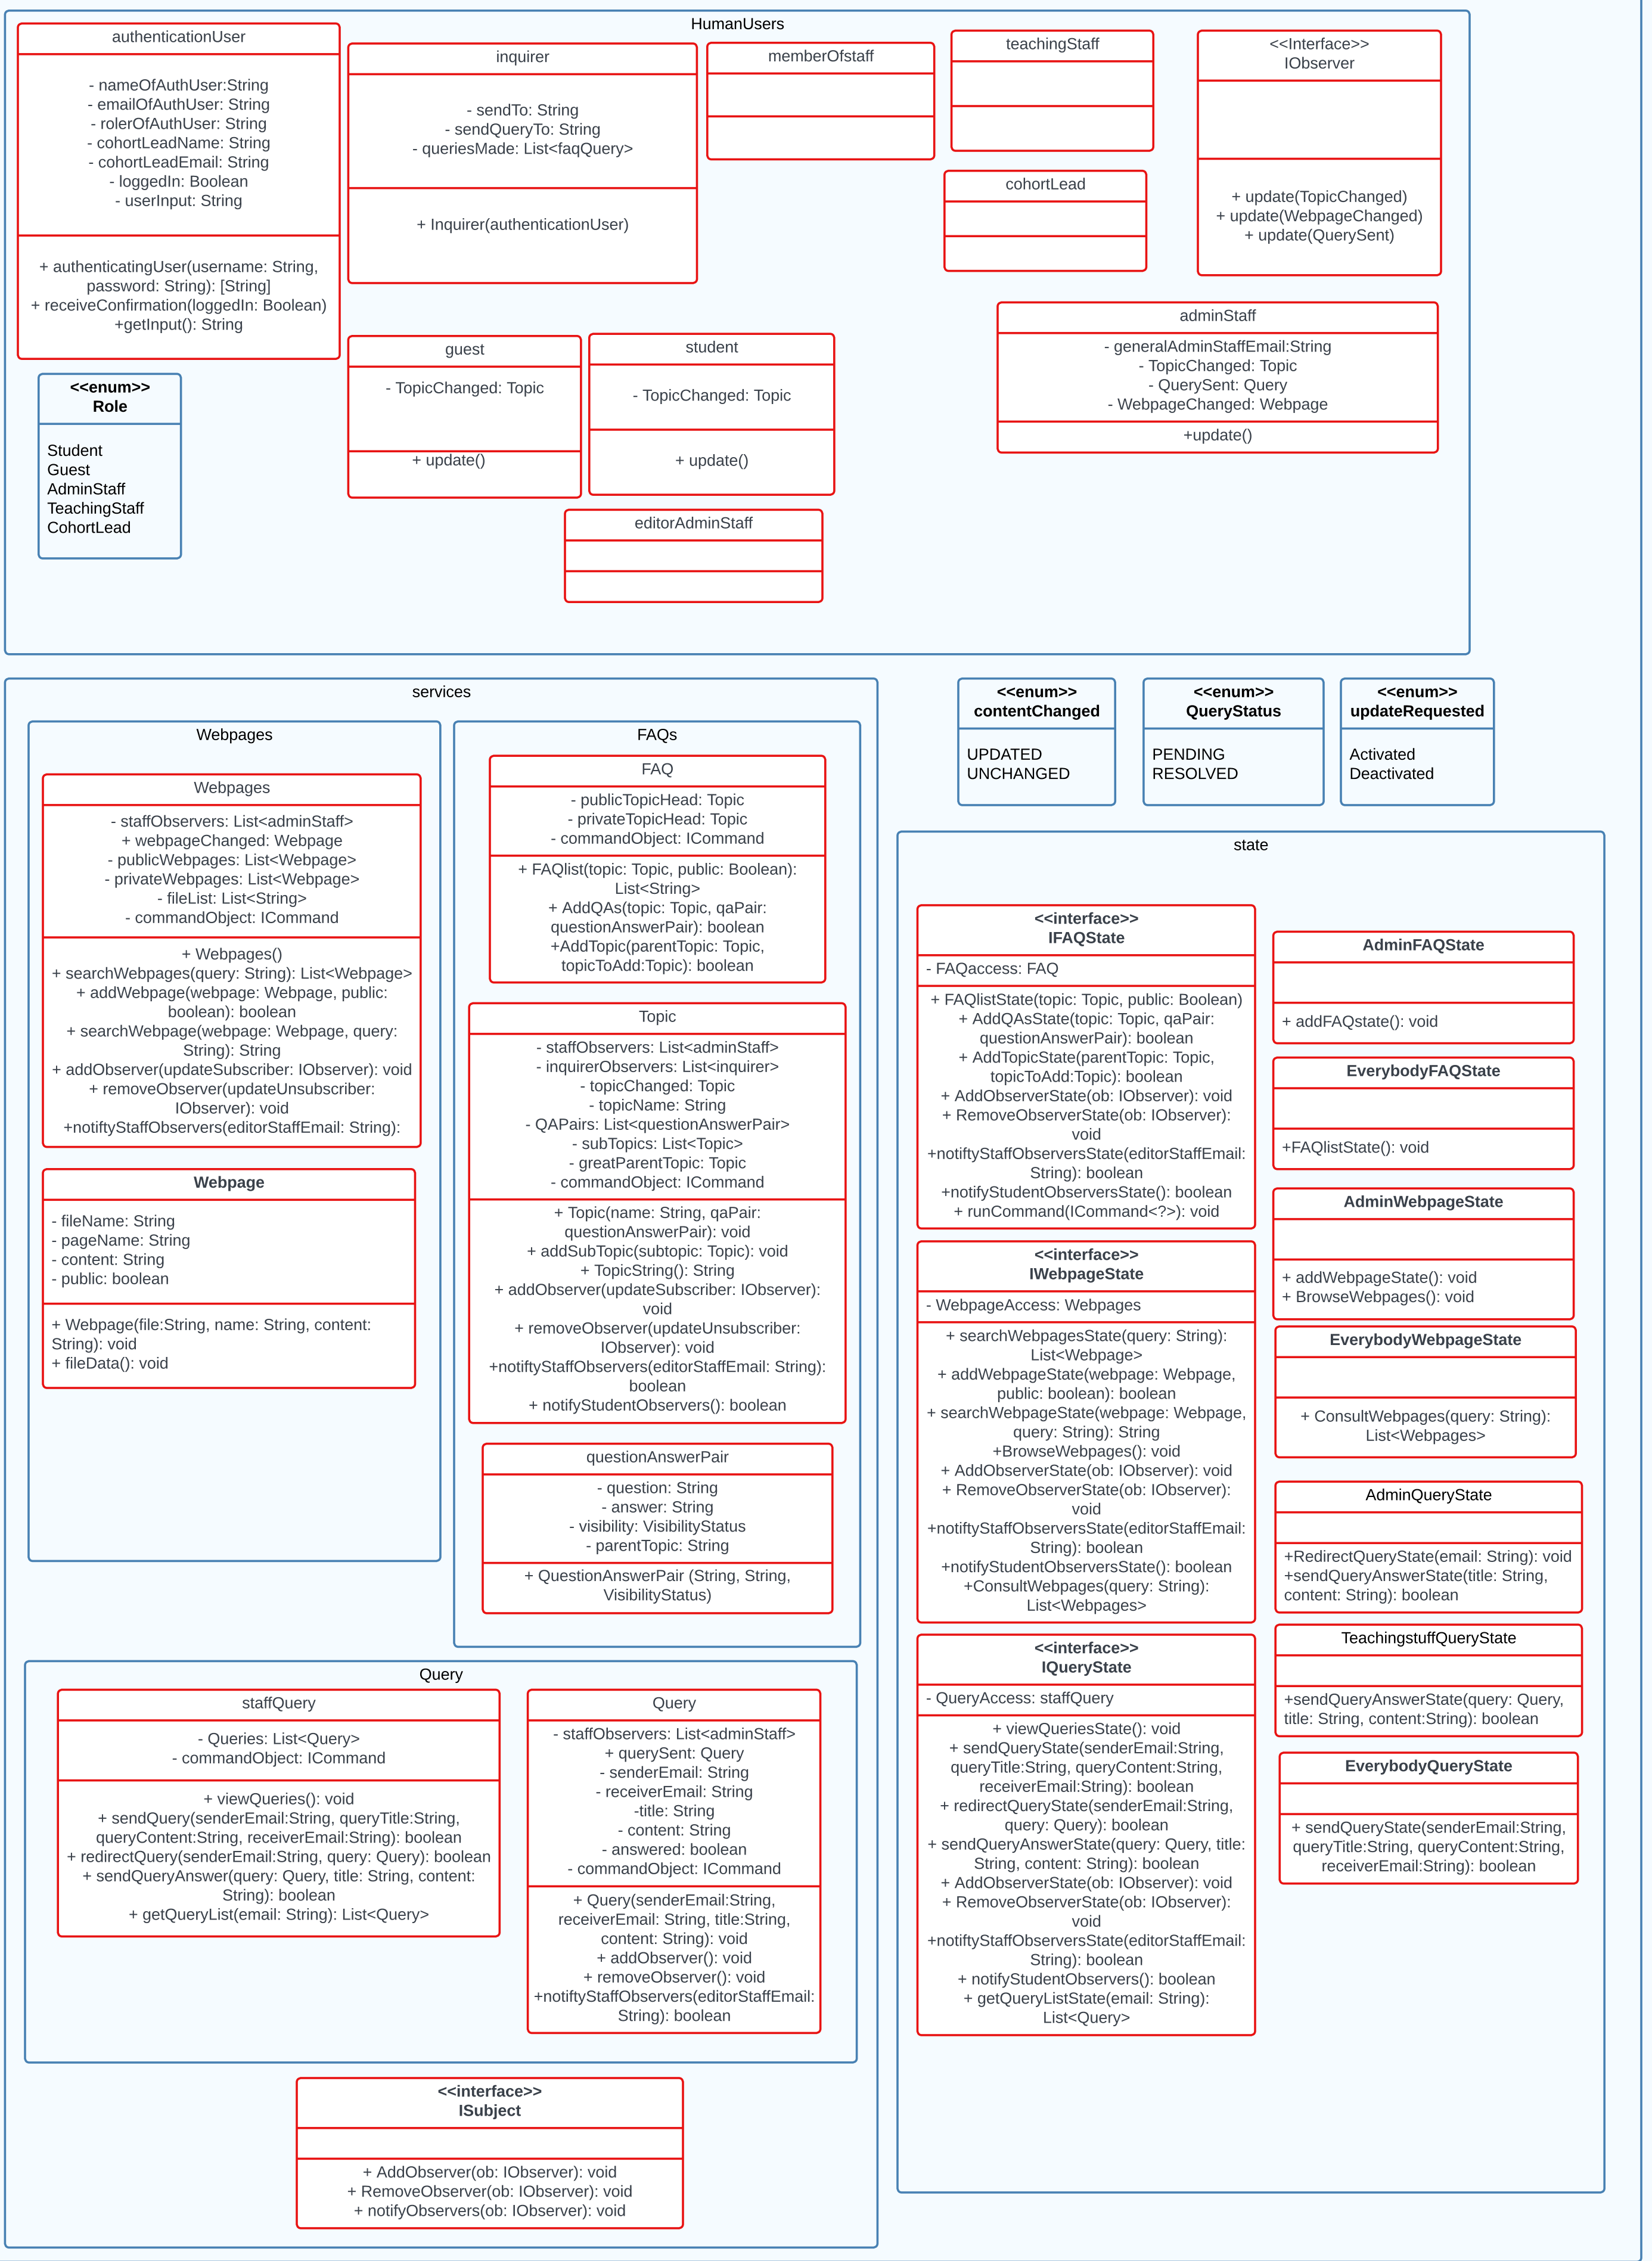 HumanUsers
authenticationUser
- nameOfAuthUser:String
- emailOfAuthUser: String
- rolerOfAuthUser: String
- cohortLeadName: String
- cohortLeadEmail: String
- loggedIn: Boolean
- userInput: String
+ authenticatingUser(username: String,
password: String): [String]
+ receiveConfirmation(loggedIn: Boolean)
+getInput(): String
inquirer
- sendTo: String
- sendQueryTo: String
- queriesMade: List<faqQuery>
+ Inquirer(authenticationUser)
memberOfstaff
teachingStaff
cohortLead
<<Interface>>
IObserver
+ update(TopicChanged)
+ update(WebpageChanged)
+ update(QuerySent)
adminStaff
- generalAdminStaffEmail:String
- TopicChanged: Topic
- QuerySent: Query
- WebpageChanged: Webpage
+update()
guest
- TopicChanged: Topic
+ update()
student
- TopicChanged: Topic
+ update()
<<enum>>
Role
Student
Guest
AdminStaff
TeachingStaff
CohortLead
editorAdminStaff
services
Webpages
Webpages
- staffObservers: List<adminStaff>
+ webpageChanged: Webpage
- publicWebpages: List<Webpage>
- privateWebpages: List<Webpage>
- fileList: List<String>
- commandObject: ICommand
+ Webpages()
+ searchWebpages(query: String): List<Webpage>
+ addWebpage(webpage: Webpage, public:
boolean): boolean
+ searchWebpage(webpage: Webpage, query:
String): String
+ addObserver(updateSubscriber: IObserver): void
+ removeObserver(updateUnsubscriber:
IObserver): void
+notiftyStaffObservers(editorStaffEmail: String):
Webpage
- fileName: String
- pageName: String
- content: String
- public: boolean
+ Webpage(file:String, name: String, content:
String): void
+ fileData(): void
FAQs
FAQ
- publicTopicHead: Topic
- privateTopicHead: Topic
- commandObject: ICommand
+ FAQlist(topic: Topic, public: Boolean):
List<String>
+ AddQAs(topic: Topic, qaPair:
questionAnswerPair): boolean
+AddTopic(parentTopic: Topic,
topicToAdd:Topic): boolean
Topic
- staffObservers: List<adminStaff>
- inquirerObservers: List<inquirer>
- topicChanged: Topic
- topicName: String
- QAPairs: List<questionAnswerPair>
- subTopics: List<Topic>
- greatParentTopic: Topic
- commandObject: ICommand
+ Topic(name: String, qaPair:
questionAnswerPair): void
+ addSubTopic(subtopic: Topic): void
+ TopicString(): String
+ addObserver(updateSubscriber: IObserver):
void
+ removeObserver(updateUnsubscriber:
IObserver): void
+notiftyStaffObservers(editorStaffEmail: String):
boolean
+ notifyStudentObservers(): boolean
questionAnswerPair
- question: String
- answer: String
- visibility: VisibilityStatus
- parentTopic: String
+ QuestionAnswerPair (String, String,
VisibilityStatus)
Query
staffQuery
- Queries: List<Query>
- commandObject: ICommand
+ viewQueries(): void
+ sendQuery(senderEmail:String, queryTitle:String,
queryContent:String, receiverEmail:String): boolean
+ redirectQuery(senderEmail:String, query: Query): boolean
+ sendQueryAnswer(query: Query, title: String, content:
String): boolean
+ getQueryList(email: String): List<Query>
Query
- staffObservers: List<adminStaff>
+ querySent: Query
- senderEmail: String
- receiverEmail: String
-title: String
- content: String
- answered: boolean
- commandObject: ICommand
+ Query(senderEmail:String,
receiverEmail: String, title:String,
content: String): void
+ addObserver(): void
+ removeObserver(): void
+notiftyStaffObservers(editorStaffEmail:
String): boolean
<<interface>>
ISubject
+ AddObserver(ob: IObserver): void
+ RemoveObserver(ob: IObserver): void
+ notifyObservers(ob: IObserver): void
<<enum>>
contentChanged
UPDATED
UNCHANGED
<<enum>>
QueryStatus
PENDING
RESOLVED
<<enum>>
updateRequested
Activated
Deactivated
state
<<interface>>
IFAQState
- FAQaccess: FAQ
+ FAQlistState(topic: Topic, public: Boolean)
+ AddQAsState(topic: Topic, qaPair:
questionAnswerPair): boolean
+ AddTopicState(parentTopic: Topic,
topicToAdd:Topic): boolean
+ AddObserverState(ob: IObserver): void
+ RemoveObserverState(ob: IObserver):
void
+notiftyStaffObserversState(editorStaffEmail:
String): boolean
+notifyStudentObserversState(): boolean
+ runCommand(ICommand<?>): void
<<interface>>
IWebpageState
- WebpageAccess: Webpages
+ searchWebpagesState(query: String):
List<Webpage>
+ addWebpageState(webpage: Webpage,
public: boolean): boolean
+ searchWebpageState(webpage: Webpage,
query: String): String
+BrowseWebpages(): void
+ AddObserverState(ob: IObserver): void
+ RemoveObserverState(ob: IObserver):
void
+notiftyStaffObserversState(editorStaffEmail:
String): boolean
+notifyStudentObserversState(): boolean
+ConsultWebpages(query: String):
List<Webpages>
<<interface>>
IQueryState
- QueryAccess: staffQuery
+ viewQueriesState(): void
+ sendQueryState(senderEmail:String,
queryTitle:String, queryContent:String,
receiverEmail:String): boolean
+ redirectQueryState(senderEmail:String,
query: Query): boolean
+ sendQueryAnswerState(query: Query, title:
String, content: String): boolean
+ AddObserverState(ob: IObserver): void
+ RemoveObserverState(ob: IObserver):
void
+notiftyStaffObserversState(editorStaffEmail:
String): boolean
+ notifyStudentObservers(): boolean
+ getQueryListState(email: String):
List<Query>
AdminFAQState
+ addFAQstate(): void
EverybodyFAQState
+FAQlistState(): void
AdminWebpageState
+ addWebpageState(): void
+ BrowseWebpages(): void
EverybodyWebpageState
+ ConsultWebpages(query: String):
List<Webpages>
AdminQueryState
+RedirectQueryState(email: String): void
+sendQueryAnswerState(title: String,
content: String): boolean
TeachingstuffQueryState
+sendQueryAnswerState(query: Query,
title: String, content:String): boolean
EverybodyQueryState
+ sendQueryState(senderEmail:String,
queryTitle:String, queryContent:String,
receiverEmail:String): boolean